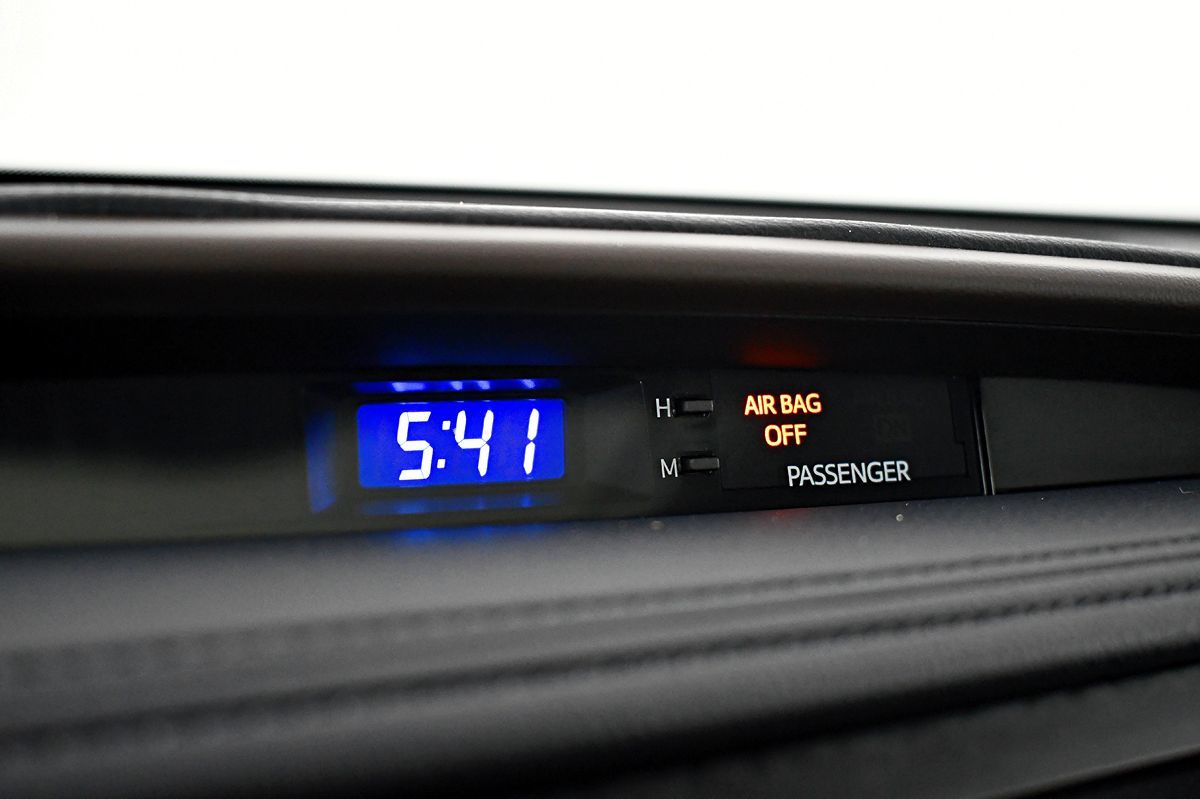 5:41
H
M
AIR BAG
OFF
PASSENGER